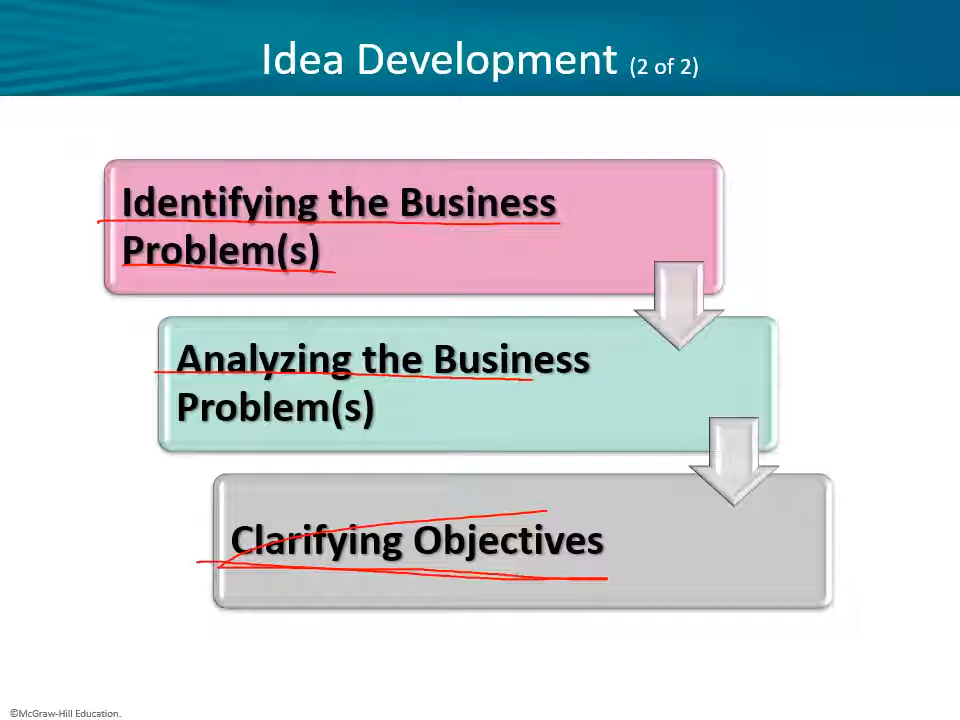 Idea Development (2 of 2)
Identifying the Business
Problem(s)
Analyzing the Business
Problem(s)
Clarifying Objectives
©McGraw-Hill Education.